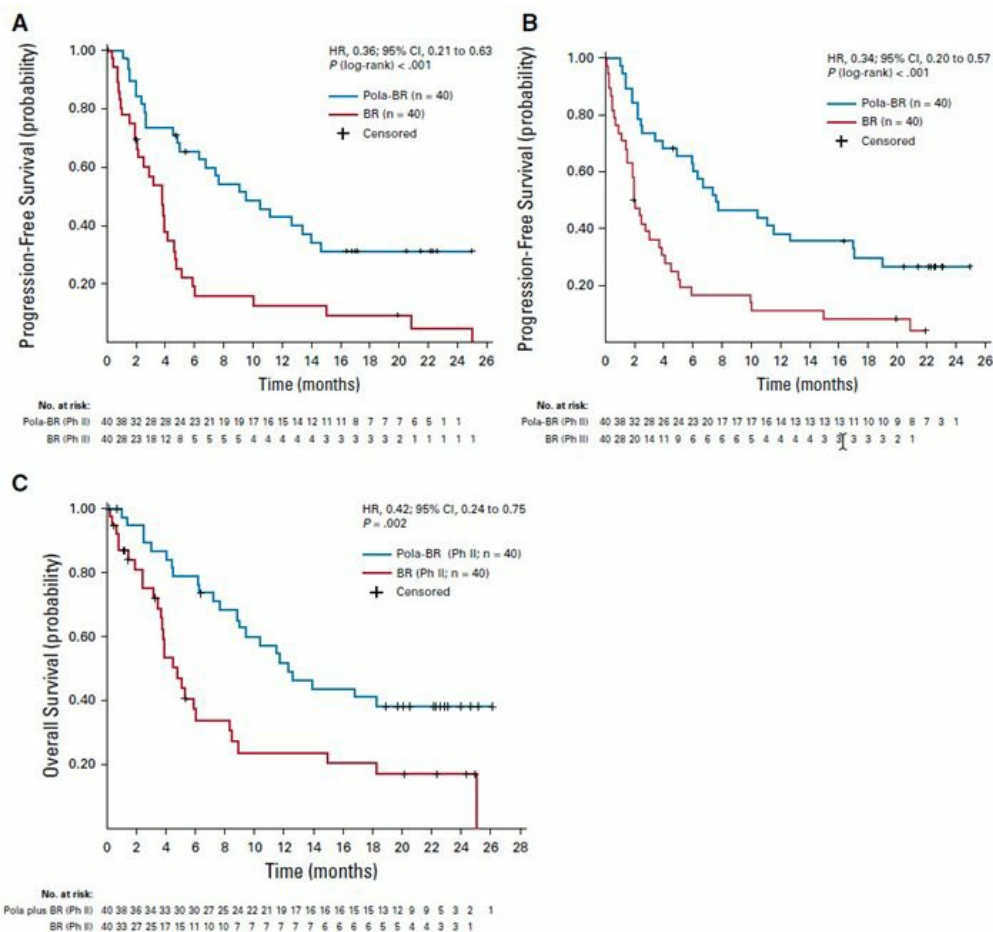 A
HR, 0.36; 95% CI, 0.21 to 0.63
P (log-rank) < .001
Pola-BR (n = 40)
BR (n = 40)
Censored
Progression-Free Survival (probability)
1.00
0.80
0.60
0.40
0.20
0 2 4 6 8 10 12 14 16 18 20 22 24 26
Time (months)
No. at risk:
Pola-BR (Ph II) 40 38 32 28 28 24 23 21 19 19 17 16 15 14 12 11 11 8 7 7 7 6 5 1 1
BR (Ph II) 40 28 23 18 12 8 5 5 5 5 4 4 4 4 4 3 3 3 3 3 2 1 1 1 1 1
B
HR, 0.34; 95% CI, 0.20 to 0.57
P (log-rank) < .001
Pola-BR (n = 40)
BR (n = 40)
Censored
Progression-Free Survival (probability)
1.00
0.80
0.60
0.40
0.20
0 2 4 6 8 10 12 14 16 18 20 22 24 26
Time (months)
No. at risk:
Pola-BR (Ph II) 40 38 32 28 26 24 23 20 17 17 17 16 14 13 13 13 13 11 10 10 9 8 7 3 1
BR (Ph II) 40 28 20 14 11 9 6 6 6 6 5 4 4 4 4 3 3 3 3 3 2 1
C
HR, 0.42; 95% CI, 0.24 to 0.75
P = .002
Pola-BR (Ph II; n = 40)
BR (Ph II; n = 40)
Censored
Overall Survival (probability)
1.00
0.80
0.60
0.40
0.20
0 2 4 6 8 10 12 14 16 18 20 22 24 26 28
Time (months)
No. at risk:
Pola plus BR (Ph II) 40 38 36 34 33 30 30 27 25 24 22 21 19 17 16 16 16 15 15 13 12 9 9 5 3 2 1
BR (Ph II) 40 33 27 25 17 15 11 10 10 7 7 7 7 7 7 6 6 6 6 5 5 4 4 3 3 1